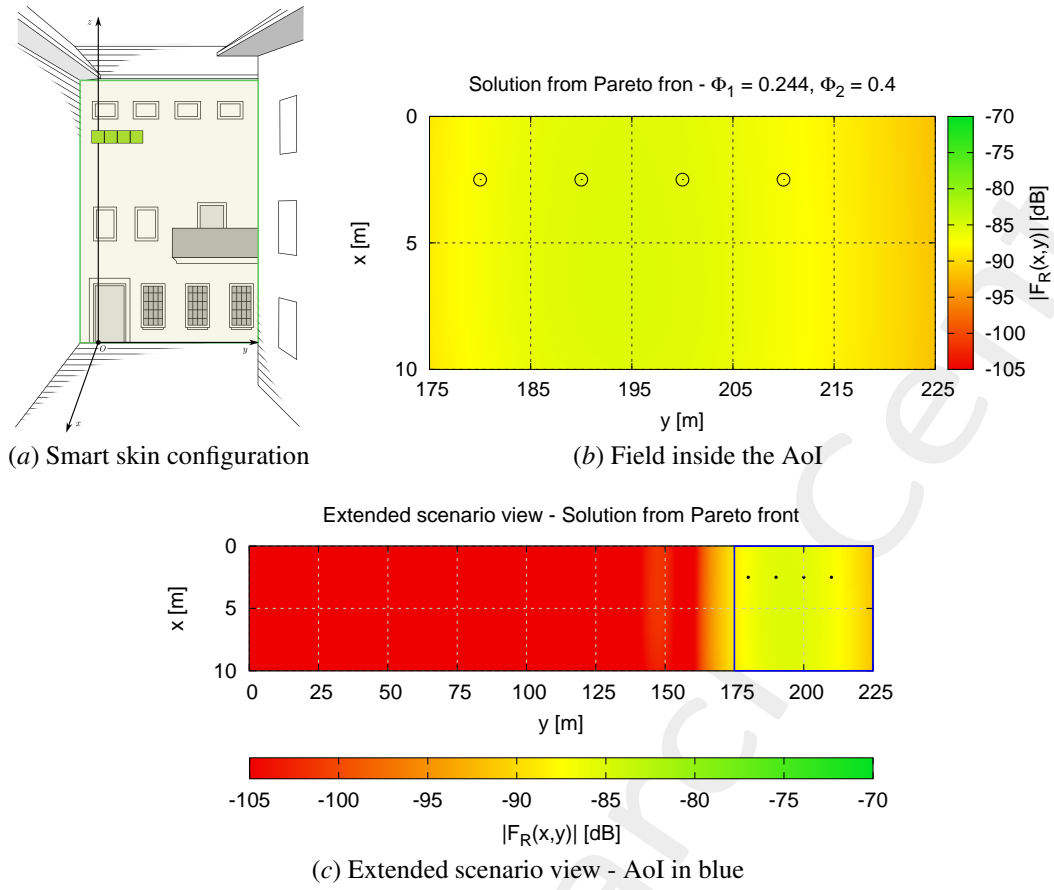 z
O
y
x
(a) Smart skin configuration
Solution from Pareto fron - Φ1 = 0.244, Φ2 = 0.4
0
5
10
x [m]
175 185 195 205 215 225
y [m]
-70
-75
-80
-85
-90
-95
-100
-105
|F_R(x,y)| [dB]
(b) Field inside the AoI
Extended scenario view - Solution from Pareto front
0
5
10
x [m]
0 25 50 75 100 125 150 175 200 225
y [m]
-105 -100 -95 -90 -85 -80 -75 -70
|F_R(x,y)| [dB]
(c) Extended scenario view - AoI in blue